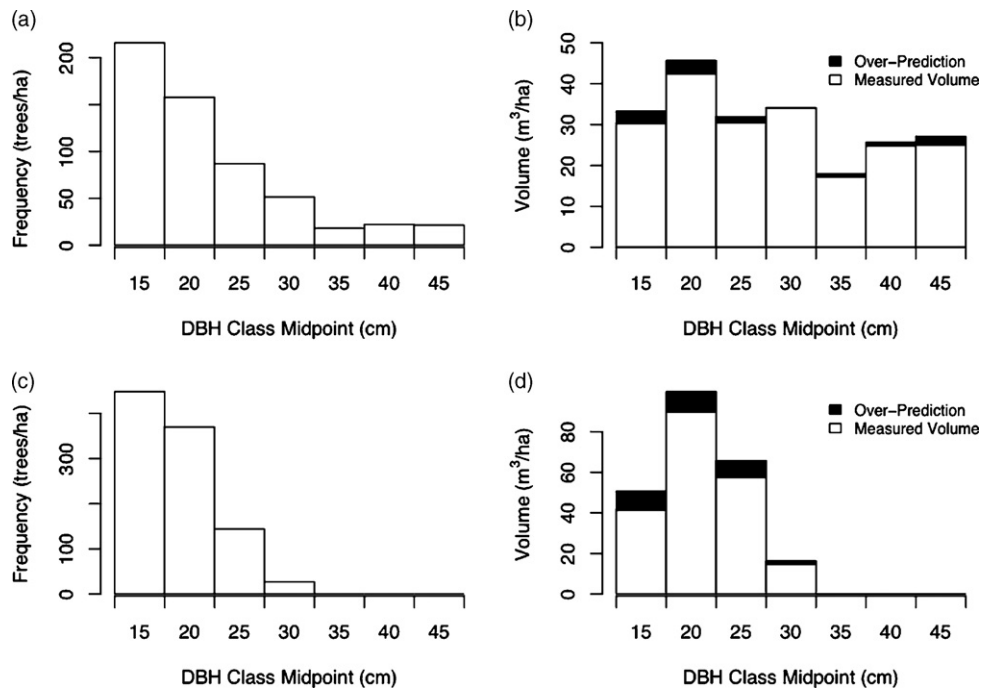 (a)
Frequency (trees/ha)
200
100
50
0
15 20 25 30 35 40 45
DBH Class Midpoint (cm)
(b)
Volume (m³/ha)
50
40
30
20
10
0
Over−Prediction
Measured Volume
15 20 25 30 35 40 45
DBH Class Midpoint (cm)
(c)
Frequency (trees/ha)
300
100
0
15 20 25 30 35 40 45
DBH Class Midpoint (cm)
(d)
Volume (m³/ha)
80
60
40
20
0
Over−Prediction
Measured Volume
15 20 25 30 35 40 45
DBH Class Midpoint (cm)